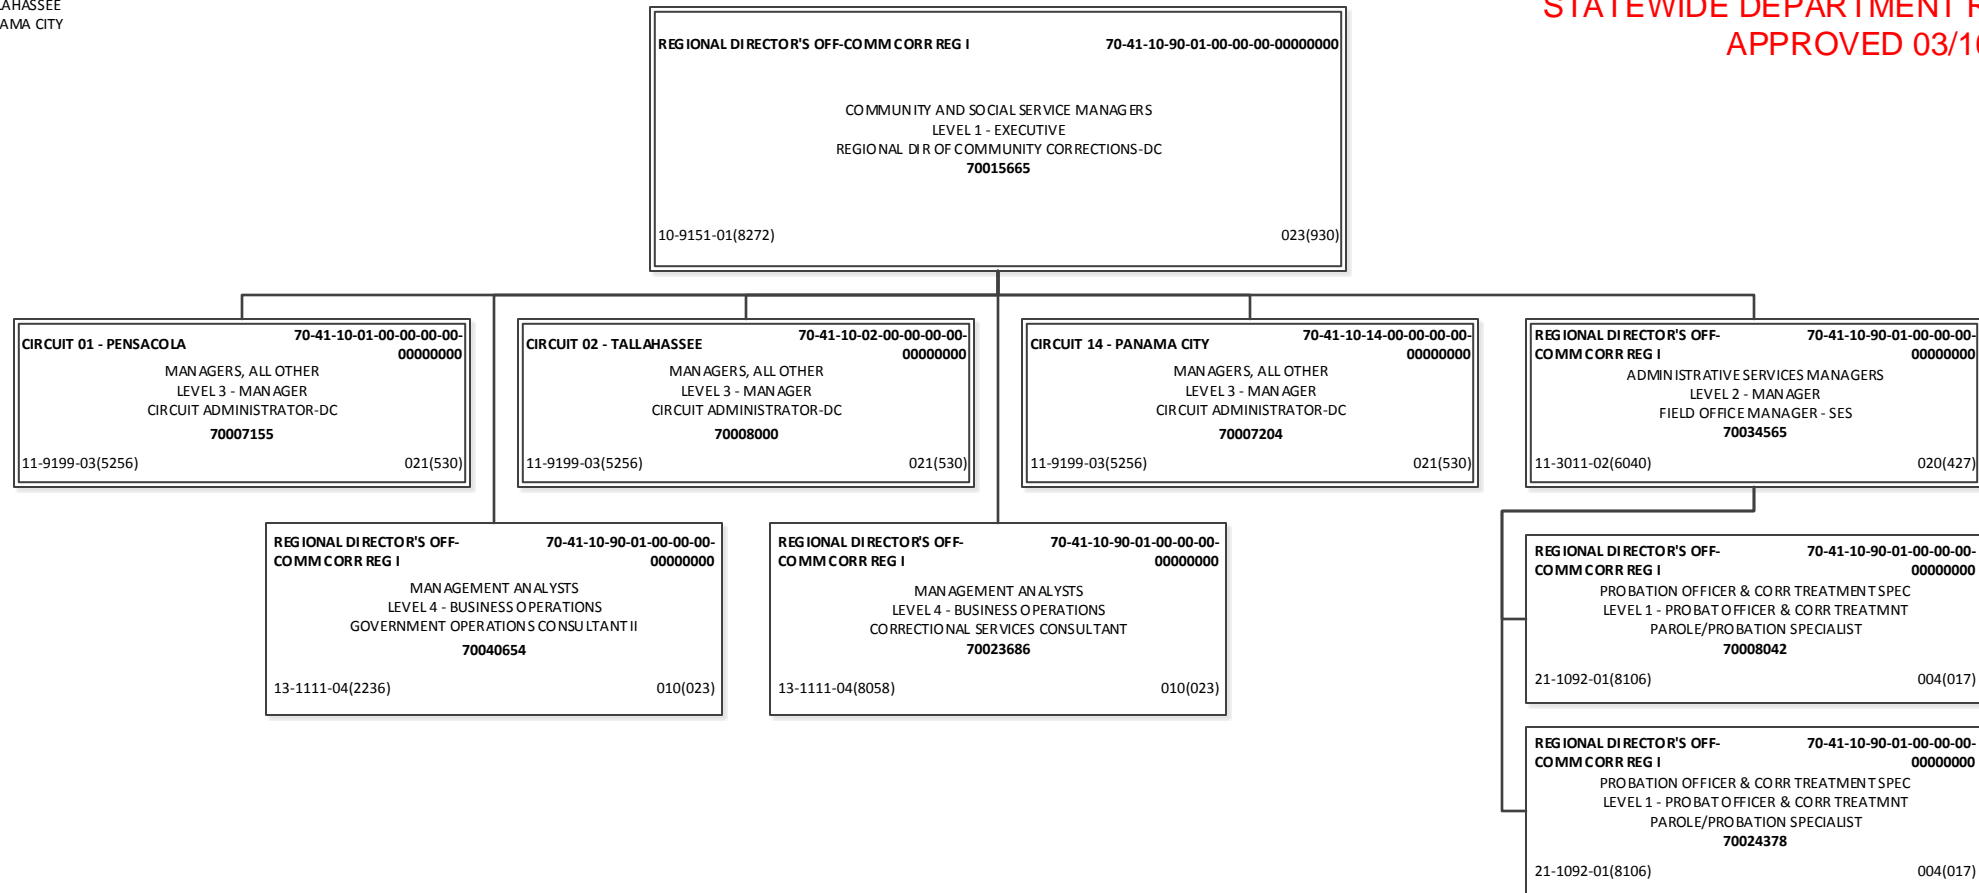 AHASSEE
AMA CITY
STATEWIDE DEPARTMENT R
APPROVED 03/1
REGIONAL DIRECTOR'S OFF-COMM CORR REG I 70-41-10-90-01-00-00-00-00000000
COMMUNITY AND SOCIAL SERVICE MANAGERS
LEVEL 1 - EXECUTIVE
REGIONAL DIR OF COMMUNITY CORRECTIONS-DC
70015665
10-9151-01(8272) 023(930)
CIRCUIT 01 - PENSACOLA 70-41-10-01-00-00-00-00-
00000000
MANAGERS, ALL OTHER
LEVEL 3 - MANAGER
CIRCUIT ADMINISTRATOR-DC
70007155
11-9199-03(5256) 021(530)
CIRCUIT 02 - TALLAHASSEE 70-41-10-02-00-00-00-00-
00000000
MANAGERS, ALL OTHER
LEVEL 3 - MANAGER
CIRCUIT ADMINISTRATOR-DC
70008000
11-9199-03(5256) 021(530)
CIRCUIT 14 - PANAMA CITY 70-41-10-14-00-00-00-00-
00000000
MANAGERS, ALL OTHER
LEVEL 3 - MANAGER
CIRCUIT ADMINISTRATOR-DC
70007204
11-9199-03(5256) 021(530)
REGIONAL DIRECTOR'S OFF- 70-41-10-90-01-00-00-00-
COMM CORR REG I 00000000
ADMINISTRATIVE SERVICES MANAGERS
LEVEL 2 - MANAGER
FIELD OFFICE MANAGER - SES
70034565
11-3011-02(6040) 020(427)
REGIONAL DIRECTOR'S OFF- 70-41-10-90-01-00-00-00-
COMM CORR REG I 00000000
MANAGEMENT ANALYSTS
LEVEL 4 - BUSINESS OPERATIONS
GOVERNMENT OPERATIONS CONSULTANT II
70040654
13-1111-04(2236) 010(023)
REGIONAL DIRECTOR'S OFF- 70-41-10-90-01-00-00-00-
COMM CORR REG I 00000000
MANAGEMENT ANALYSTS
LEVEL 4 - BUSINESS OPERATIONS
CORRECTIONAL SERVICES CONSULTANT
70023686
13-1111-04(8058) 010(023)
REGIONAL DIRECTOR'S OFF- 70-41-10-90-01-00-00-00-
COMM CORR REG I 00000000
PROBATION OFFICER & CORR TREATMENT SPEC
LEVEL 1 - PROBAT OFFICER & CORR TREATMNT
PAROLE/PROBATION SPECIALIST
70008042
21-1092-01(8106) 004(017)
REGIONAL DIRECTOR'S OFF- 70-41-10-90-01-00-00-00-
COMM CORR REG I 00000000
PROBATION OFFICER & CORR TREATMENT SPEC
LEVEL 1 - PROBAT OFFICER & CORR TREATMNT
PAROLE/PROBATION SPECIALIST
70024378
21-1092-01(8106) 004(017)